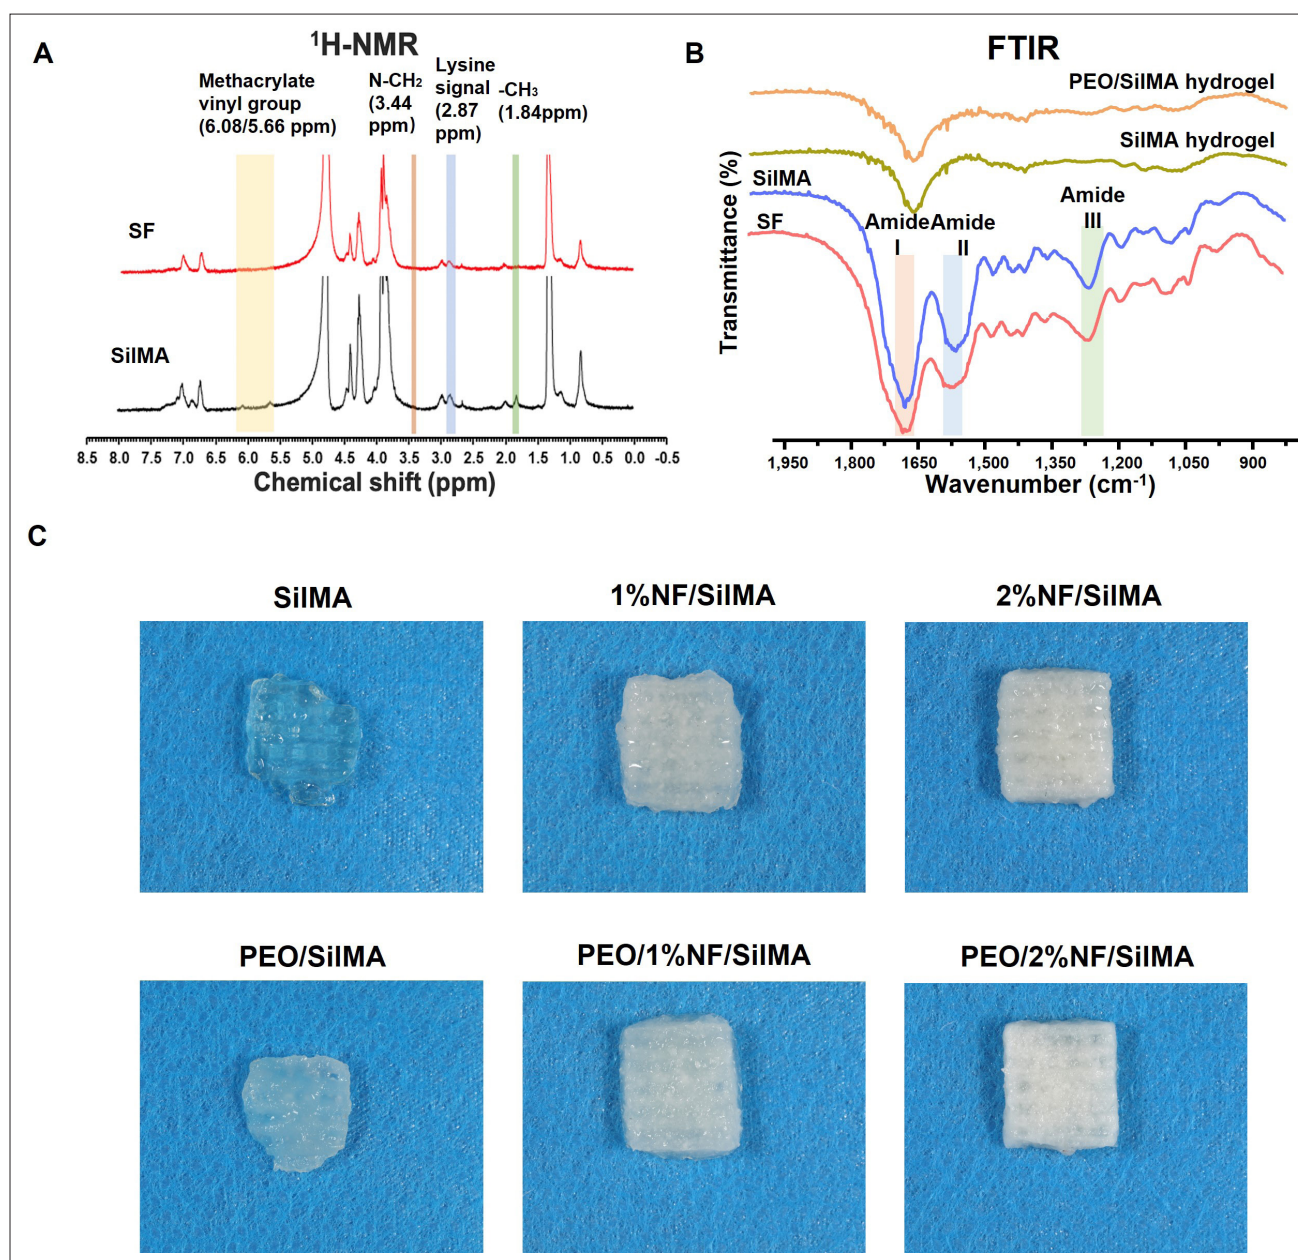 A
¹H-NMR
Methacrylate
vinyl group
(6.08/5.66 ppm)
N-CH₂
(3.44
ppm)
Lysine
signal
(2.87
ppm)
-CH₃
(1.84ppm)
SF
SilMA
8.5 8.0 7.5 7.0 6.5 6.0 5.5 5.0 4.5 4.0 3.5 3.0 2.5 2.0 1.5 1.0 0.5 0.0 -0.5
Chemical shift (ppm)
B
FTIR
PEO/SilMA hydrogel
SilMA hydrogel
SilMA
SF
Amide
I
Amide
II
Amide
III
Transmittance (%)
1,950 1,800 1650 1,500 1,350 1,200 1,050 900
Wavenumber (cm⁻¹)
C
SilMA
1%NF/SilMA
2%NF/SilMA
PEO/SilMA
PEO/1%NF/SilMA
PEO/2%NF/SilMA